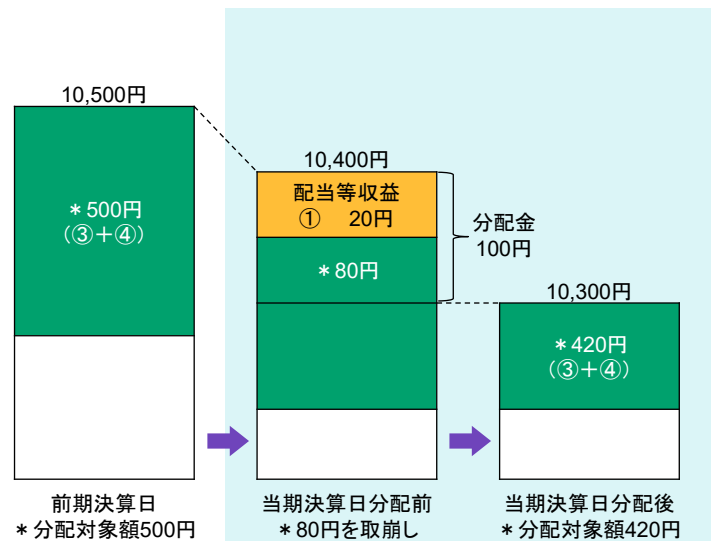 10,500円
＊500円
（③＋④）
前期決算日
＊分配対象額500円
10,400円
配当等収益
① 20円
＊80円
分配金
100円
当期決算日分配前
＊80円を取崩し
10,300円
＊420円
（③＋④）
当期決算日分配後
＊分配対象額420円